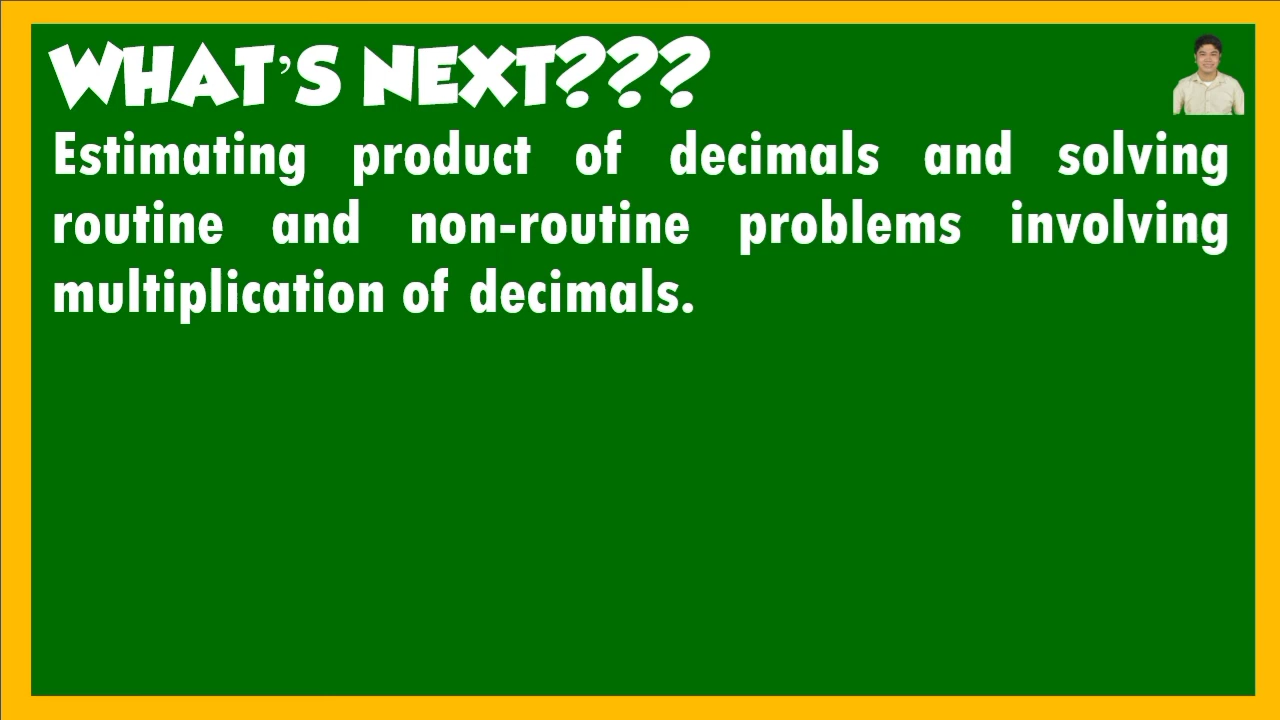 WHAT'S NEXT???
Estimating product of decimals and solving
routine and non-routine problems involving
multiplication of decimals.